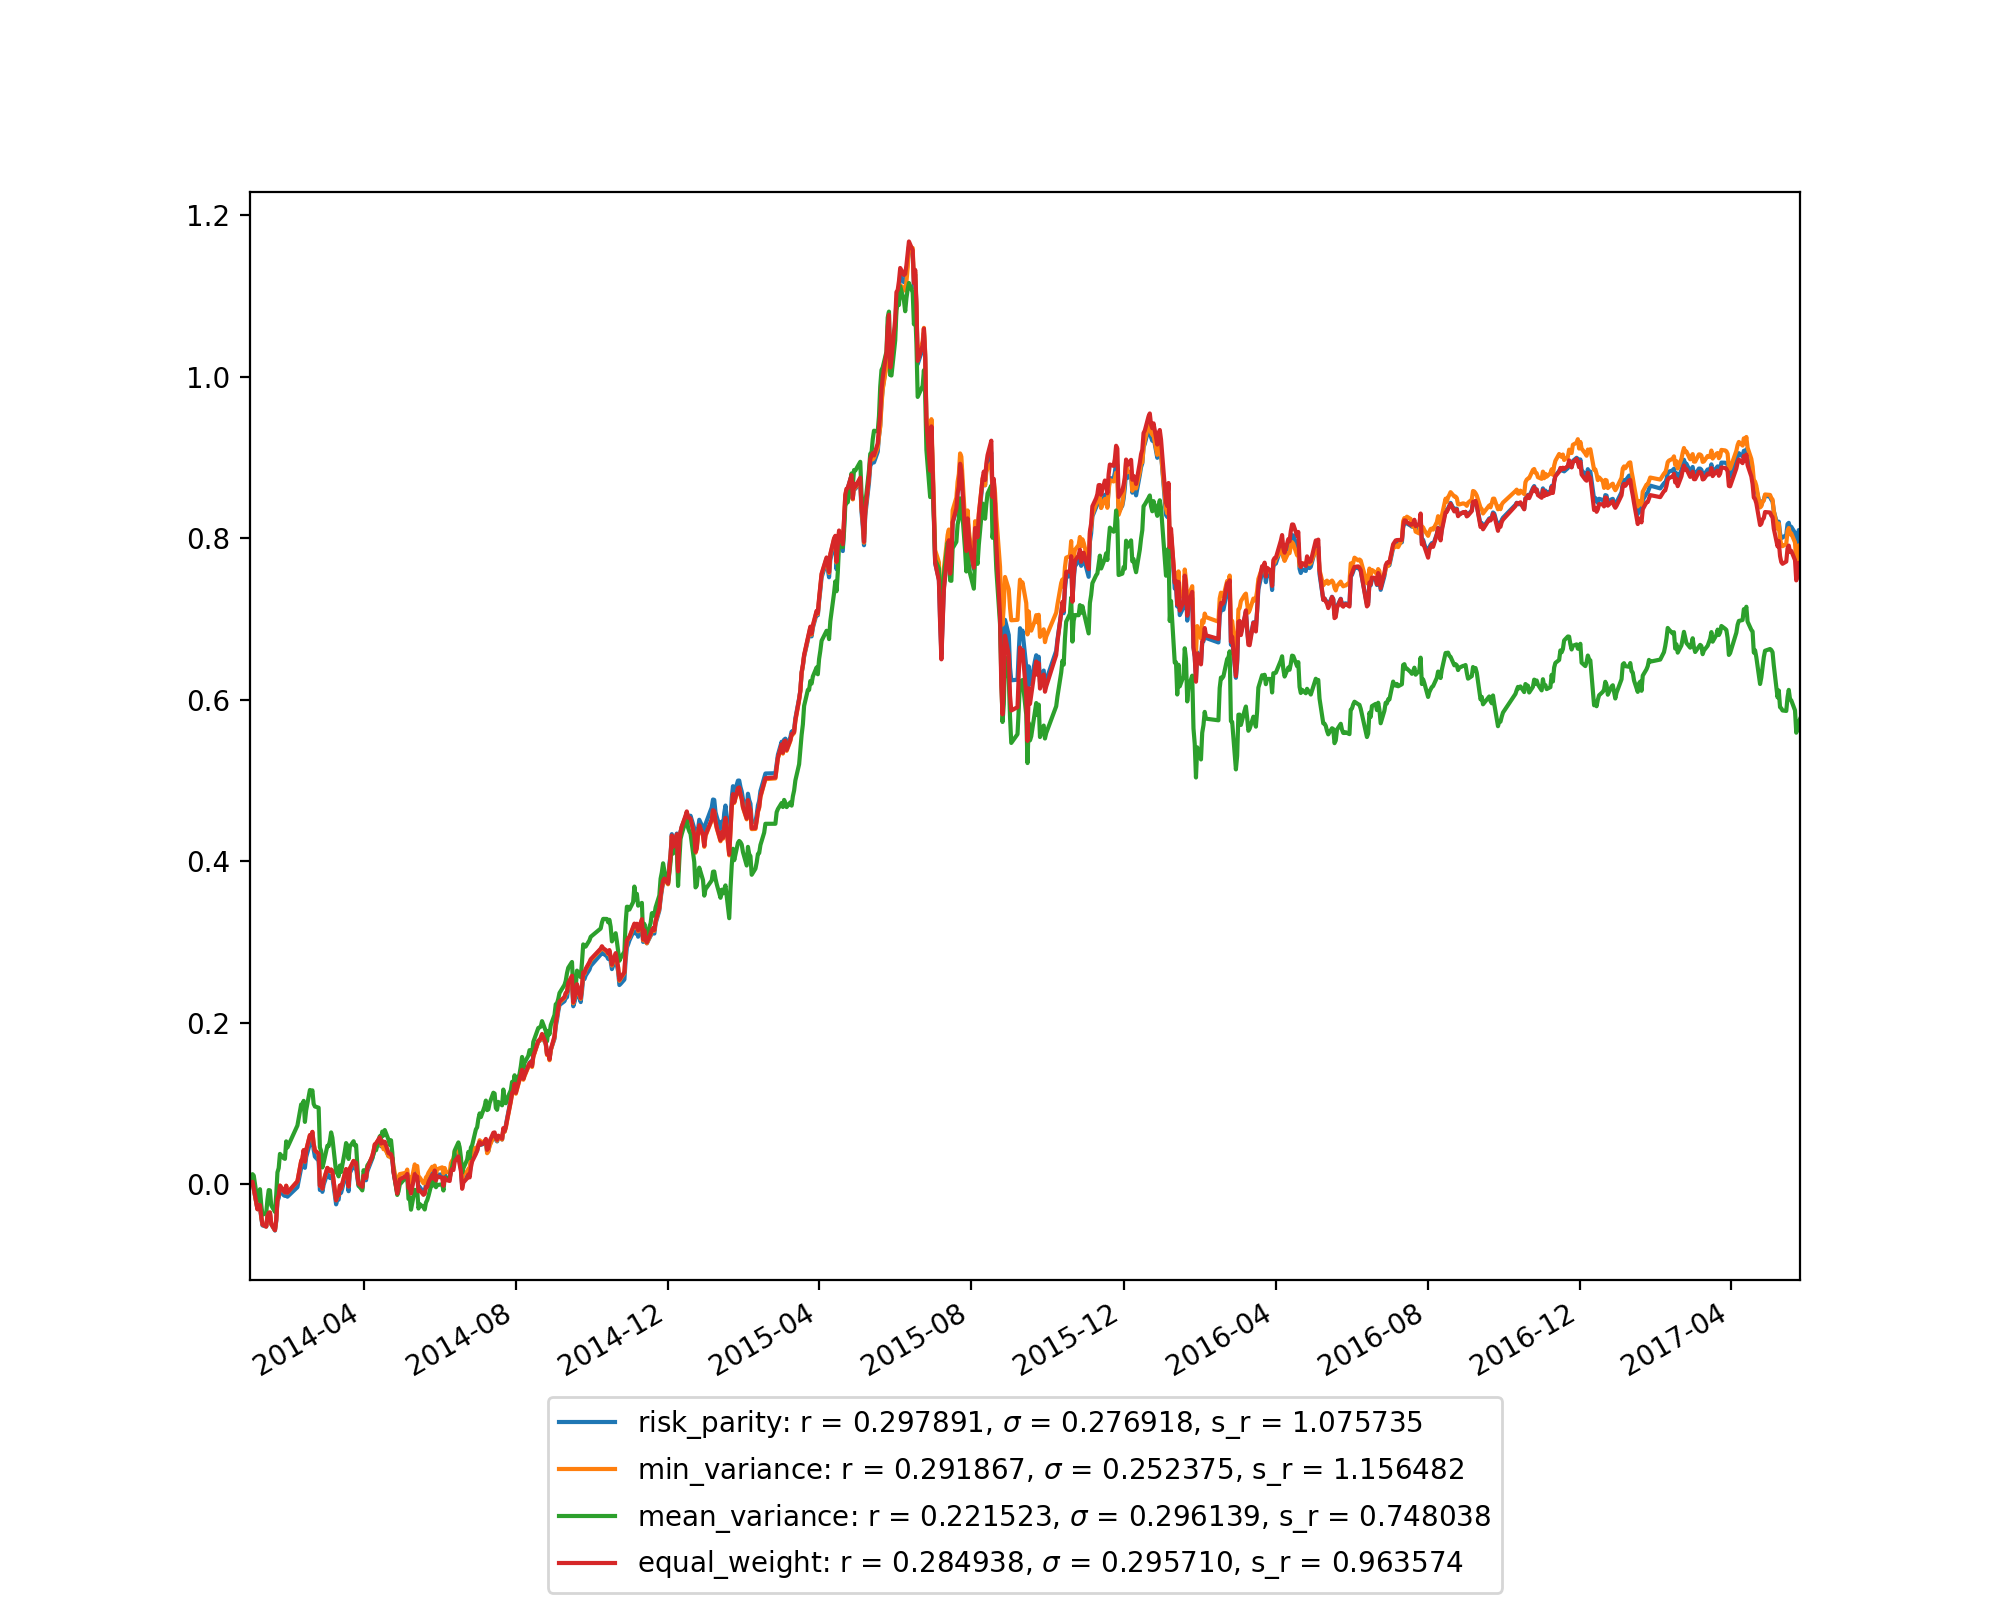 1.2
1.0
0.8
0.6
0.4
0.2
0.0
2014-04 2014-08 2014-12 2015-04 2015-08 2015-12 2016-04 2016-08 2016-12 2017-04
risk_parity: r = 0.297891, σ = 0.276918, s_r = 1.075735
min_variance: r = 0.291867, σ = 0.252375, s_r = 1.156482
mean_variance: r = 0.221523, σ = 0.296139, s_r = 0.748038
equal_weight: r = 0.284938, σ = 0.295710, s_r = 0.963574